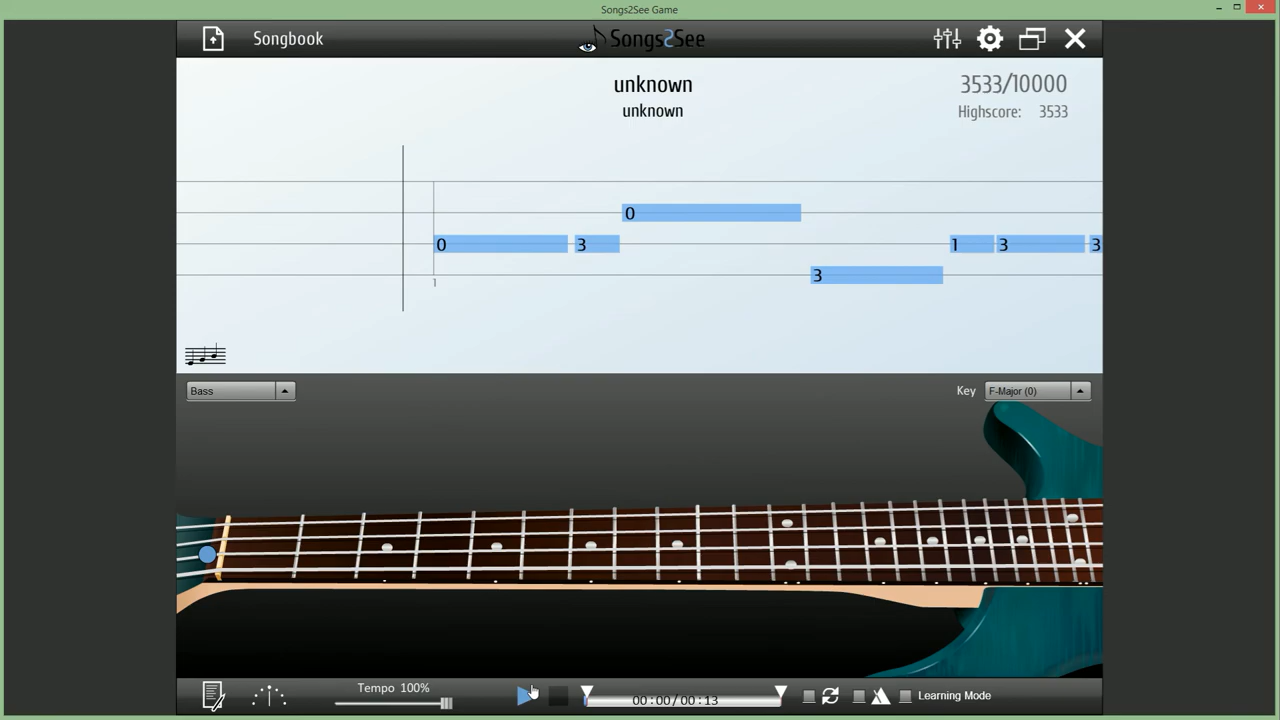 Songs2See Game
Songbook
Songs2See
unknown
unknown
3533/10000
Highscore: 3533
0
0 3 1 3 3
3
1
Bass
Key F-Major (0)
Tempo 100%
00:00/00:13
Learning Mode